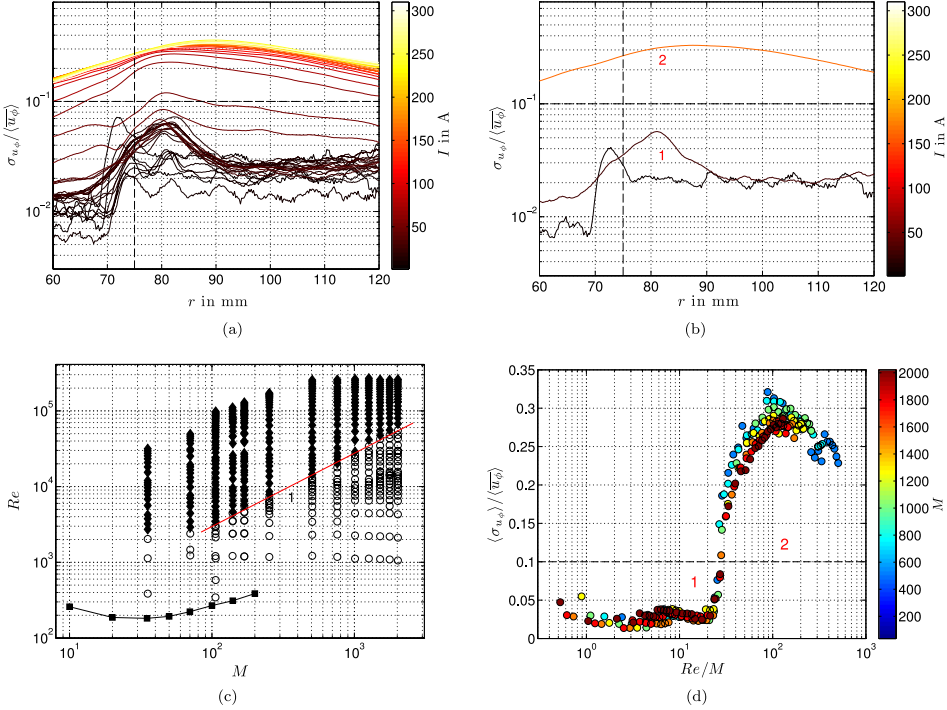 σ_{u_ϕ}/⟨\overline{u_ϕ}⟩
10^{-1}
10^{-2}
60 70 80 90 100 110 120
r in mm
300
250
200
150
100
50
I in A
(a)
σ_{u_ϕ}/⟨\overline{u_ϕ}⟩
10^{-1}
10^{-2}
2
1
60 70 80 90 100 110 120
r in mm
300
250
200
150
100
50
I in A
(b)
Re
10^5
10^4
10^3
10^2
1
10^1 10^2 10^3
M
(c)
⟨σ_{u_ϕ}⟩/⟨\overline{u_ϕ}⟩
0.35
0.3
0.25
0.2
0.15
0.1
0.05
0
1
2
10^0 10^1 10^2 10^3
Re/M
2000
1800
1600
1400
1200
1000
800
600
400
200
M
(d)